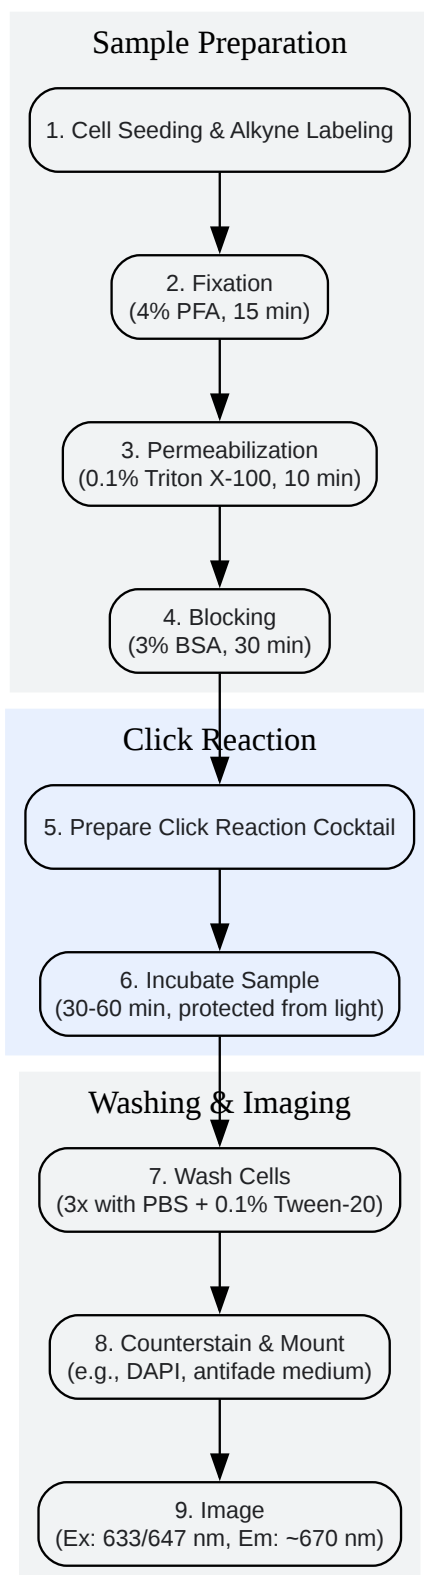 Sample Preparation
1. Cell Seeding & Alkyne Labeling
2. Fixation
(4% PFA, 15 min)
3. Permeabilization
(0.1% Triton X-100, 10 min)
4. Blocking
(3% BSA, 30 min)
Click Reaction
5. Prepare Click Reaction Cocktail
6. Incubate Sample
(30-60 min, protected from light)
Washing & Imaging
7. Wash Cells
(3x with PBS + 0.1% Tween-20)
8. Counterstain & Mount
(e.g., DAPI, antifade medium)
9. Image
(Ex: 633/647 nm, Em: ~670 nm)